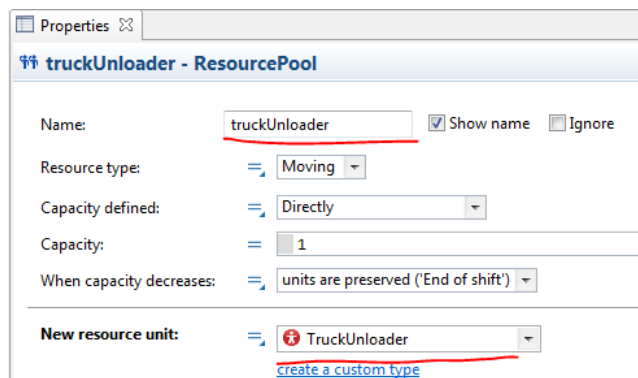 Properties
truckUnloader - ResourcePool
Name: truckUnloader Show name Ignore
Resource type: Moving
Capacity defined: Directly
Capacity: 1
When capacity decreases: units are preserved ('End of shift')
New resource unit: TruckUnloader
create a custom type